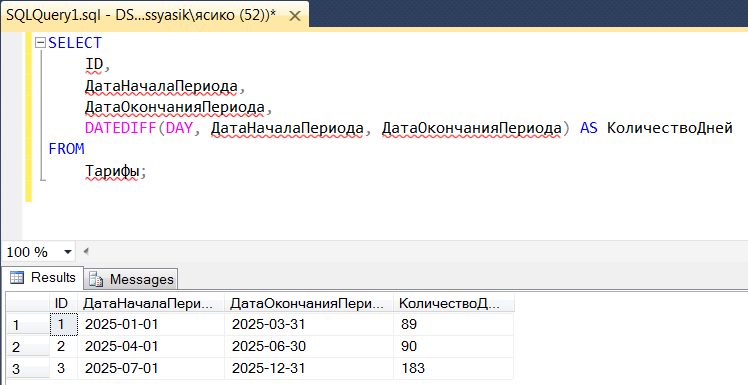 SQLQuery1.sql - DS...ssyasik\ясико (52))* ×
SELECT
ID,
ДатаНачалаПериода,
ДатаОкончанияПериода,
DATEDIFF(DAY, ДатаНачалаПериода, ДатаОкончанияПериода) AS КоличествоДней
FROM
Тарифы;
100 %
Results Messages
ID ДатаНачалаПери... ДатаОкончанияПери... КоличествоД...
1 1 2025-01-01 2025-03-31 89
2 2 2025-04-01 2025-06-30 90
3 3 2025-07-01 2025-12-31 183